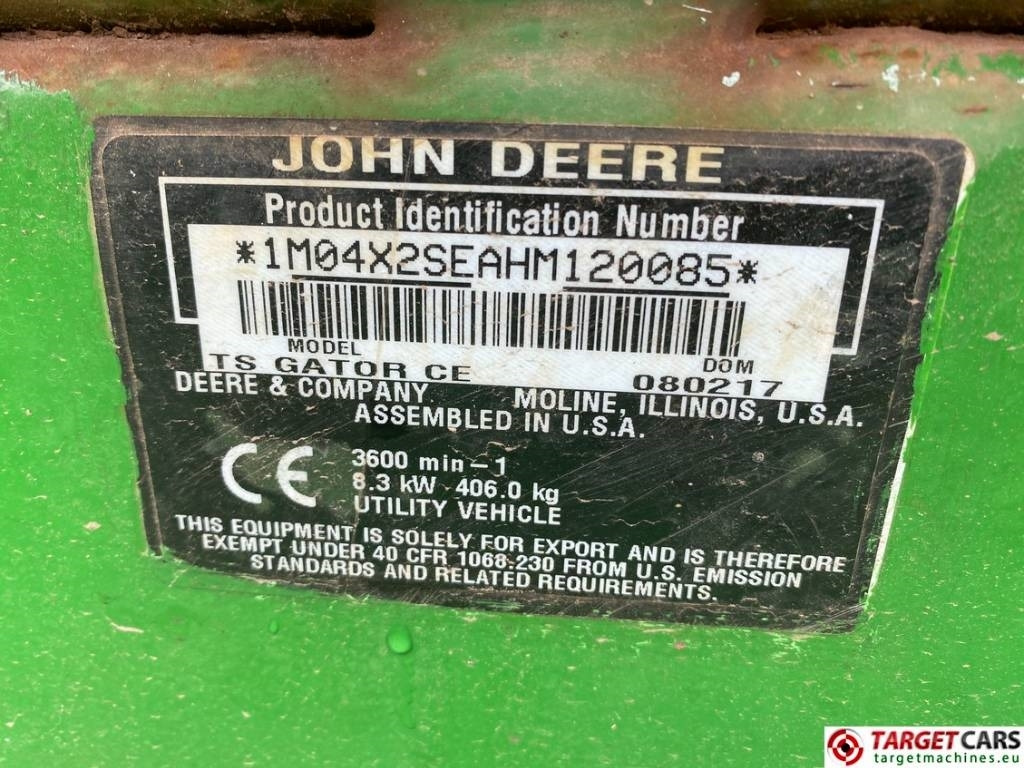 JOHN DEERE
Product Identification Number
*1M04X2SEAHM120085*
MODEL DOM
TS GATOR CE 080217
DEERE & COMPANY MOLINE, ILLINOIS, U.S.A.
ASSEMBLED IN U.S.A.
CE 3600 min-1
8.3 kW 406.0 kg
UTILITY VEHICLE
THIS EQUIPMENT IS SOLELY FOR EXPORT AND IS THEREFORE
EXEMPT UNDER 40 CFR 1068.230 FROM U.S. EMISSION
STANDARDS AND RELATED REQUIREMENTS.
TARGET CARS
targetmachines.eu